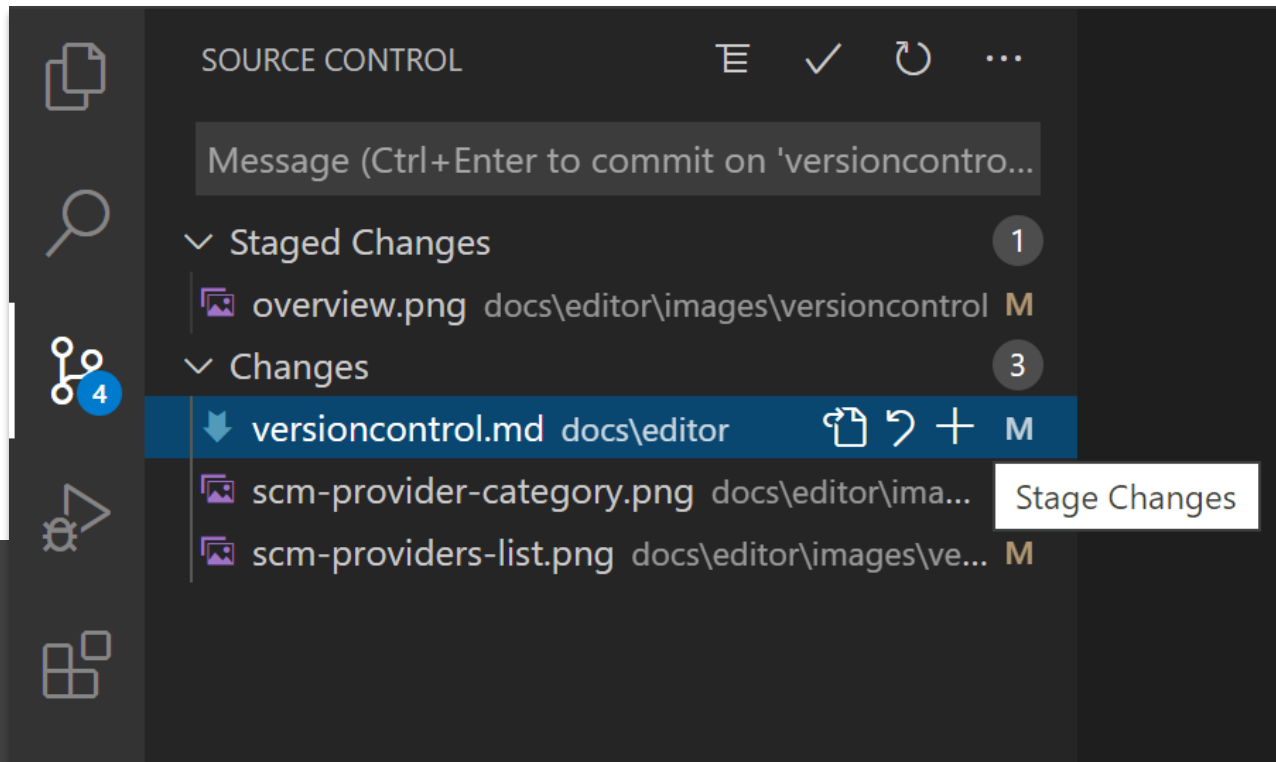 SOURCE CONTROL
Message (Ctrl+Enter to commit on 'versioncontro...
Staged Changes 1
overview.png docs\editor\images\versioncontrol M
Changes 3
4
versioncontrol.md docs\editor M
scm-provider-category.png docs\editor\ima...
Stage Changes
scm-providers-list.png docs\editor\images\ve... M